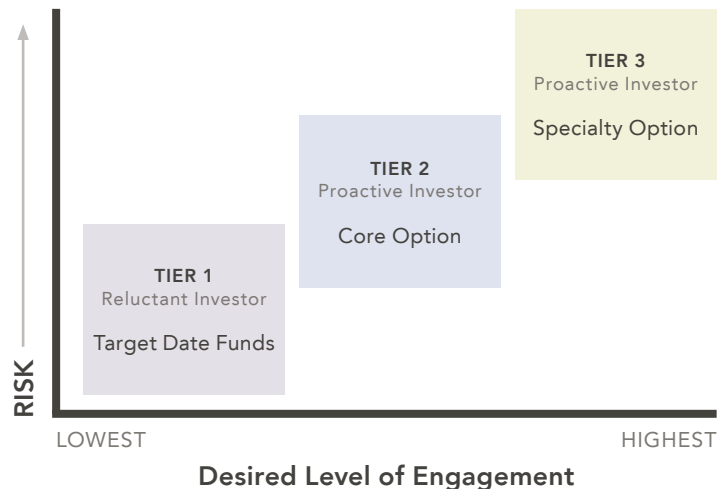 TIER 3
Proactive Investor
Specialty Option
TIER 2
Proactive Investor
Core Option
TIER 1
Reluctant Investor
Target Date Funds
RISK
LOWEST
HIGHEST
Desired Level of Engagement